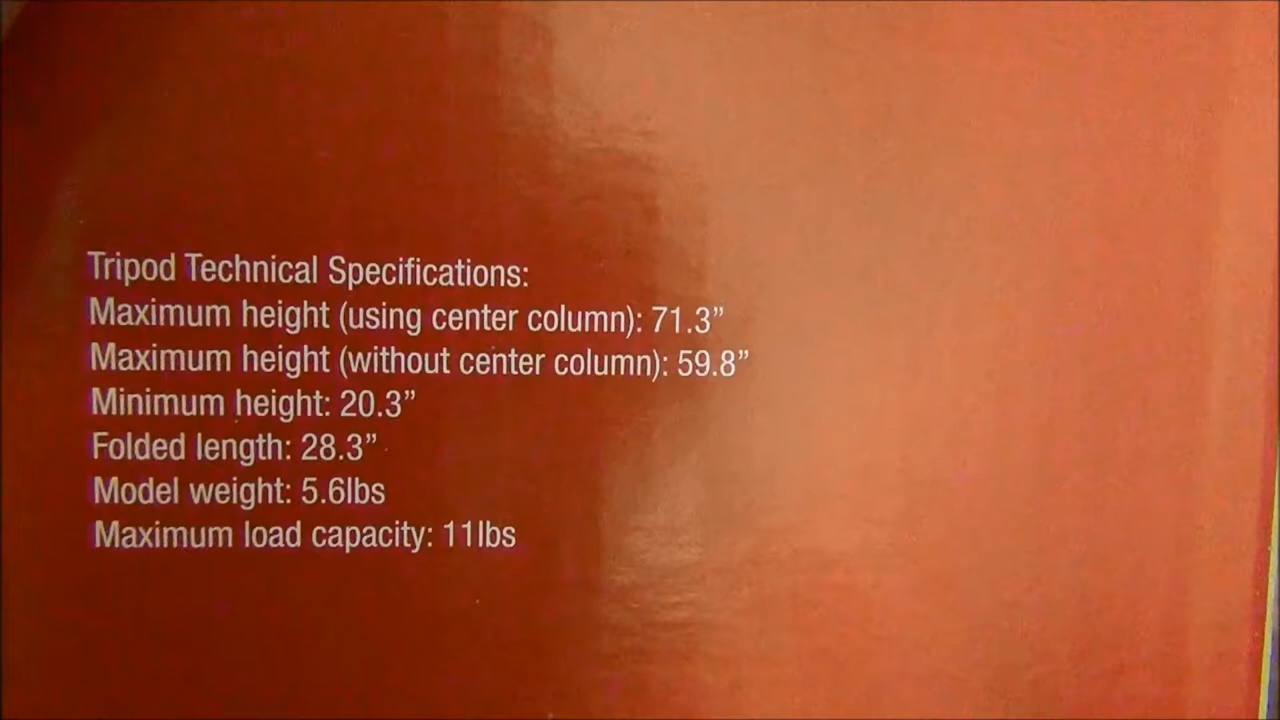 Tripod Technical Specifications:
Maximum height (using center column): 71.3”
Maximum height (without center column): 59.8”
Minimum height: 20.3”
Folded length: 28.3”
Model weight: 5.6lbs
Maximum load capacity: 11lbs